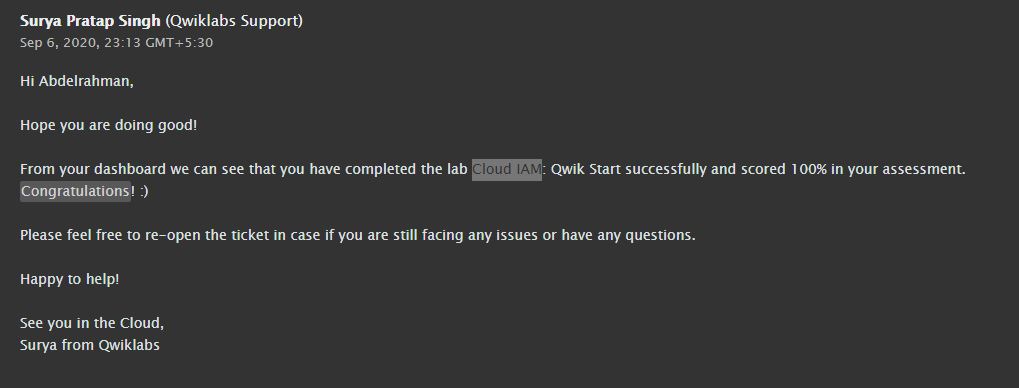 Surya Pratap Singh (Qwiklabs Support)
Sep 6, 2020, 23:13 GMT+5:30
Hi Abdelrahman,
Hope you are doing good!
From your dashboard we can see that you have completed the lab Cloud IAM: Qwik Start successfully and scored 100% in your assessment.
Congratulations! :)
Please feel free to re-open the ticket in case if you are still facing any issues or have any questions.
Happy to help!
See you in the Cloud,
Surya from Qwiklabs